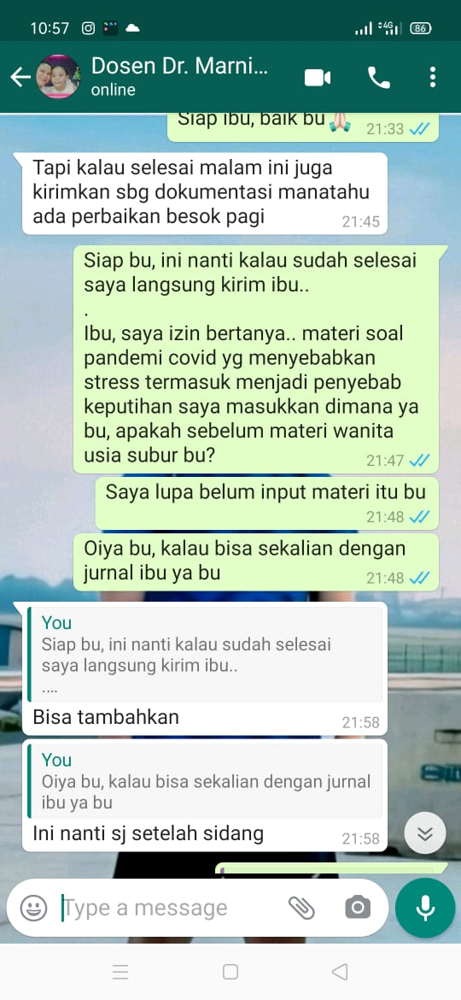 10:57
4G
86
Dosen Dr. Marni...
online
Siap ibu, baik bu🙏🏻
21:33
Tapi kalau selesai malam ini juga
kirimkan sbg dokumentasi manatahu
ada perbaikan besok pagi
21:45
Siap bu, ini nanti kalau sudah selesai
saya langsung kirim ibu..
.
Ibu, saya izin bertanya.. materi soal
pandemi covid yg menyebabkan
stress termasuk menjadi penyebab
keputihan saya masukkan dimana ya
bu, apakah sebelum materi wanita
usia subur bu?
21:47
Saya lupa belum input materi itu bu
21:48
Oiya bu, kalau bisa sekalian dengan
jurnal ibu ya bu
21:48
You
Siap bu, ini nanti kalau sudah selesai
saya langsung kirim ibu..
....
Bisa tambahkan
21:58
You
Oiya bu, kalau bisa sekalian dengan jurnal
ibu ya bu
Ini nanti sj setelah sidang
21:58
Type a message